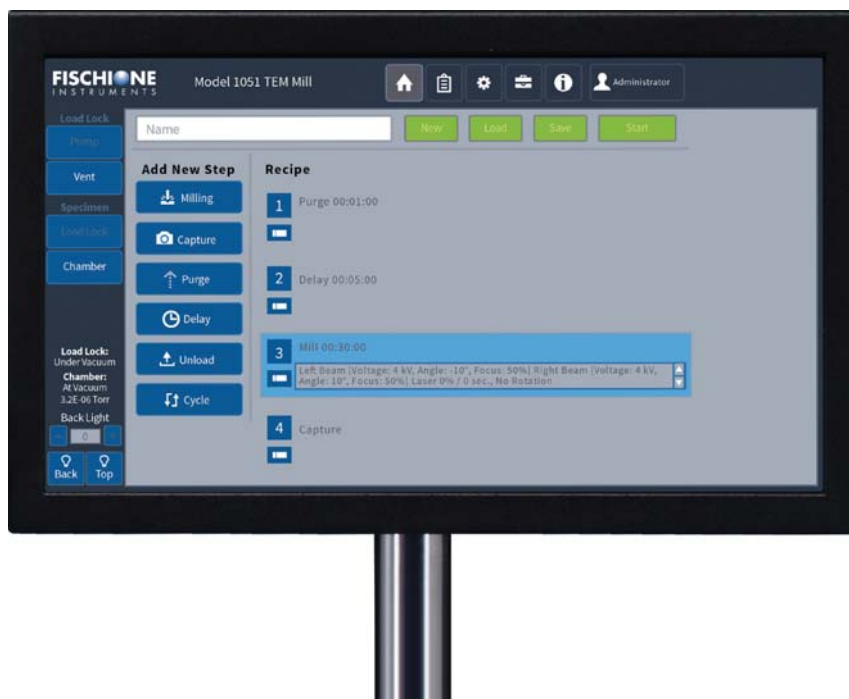 FISCHIONE
INSTRUMENTS
Model 1051 TEM Mill
Administrator
Load Lock
Pump
Vent
Specimen
Load Lock
Chamber
Load Lock:
Under Vacuum
Chamber:
At Vacuum
3.2E-06 Torr
Back Light
0
Back Top
Name
New Load Save Start
Add New Step
Milling
Capture
Purge
Delay
Unload
Cycle
Recipe
1 Purge 00:01:00
2 Delay 00:05:00
3 Mill 00:30:00
Left Beam [Voltage: 4 kV, Angle: -10°, Focus: 50%] Right Beam [Voltage: 4 kV,
Angle: 10°, Focus: 50%] Laser 0% / 0 sec., No Rotation
4 Capture